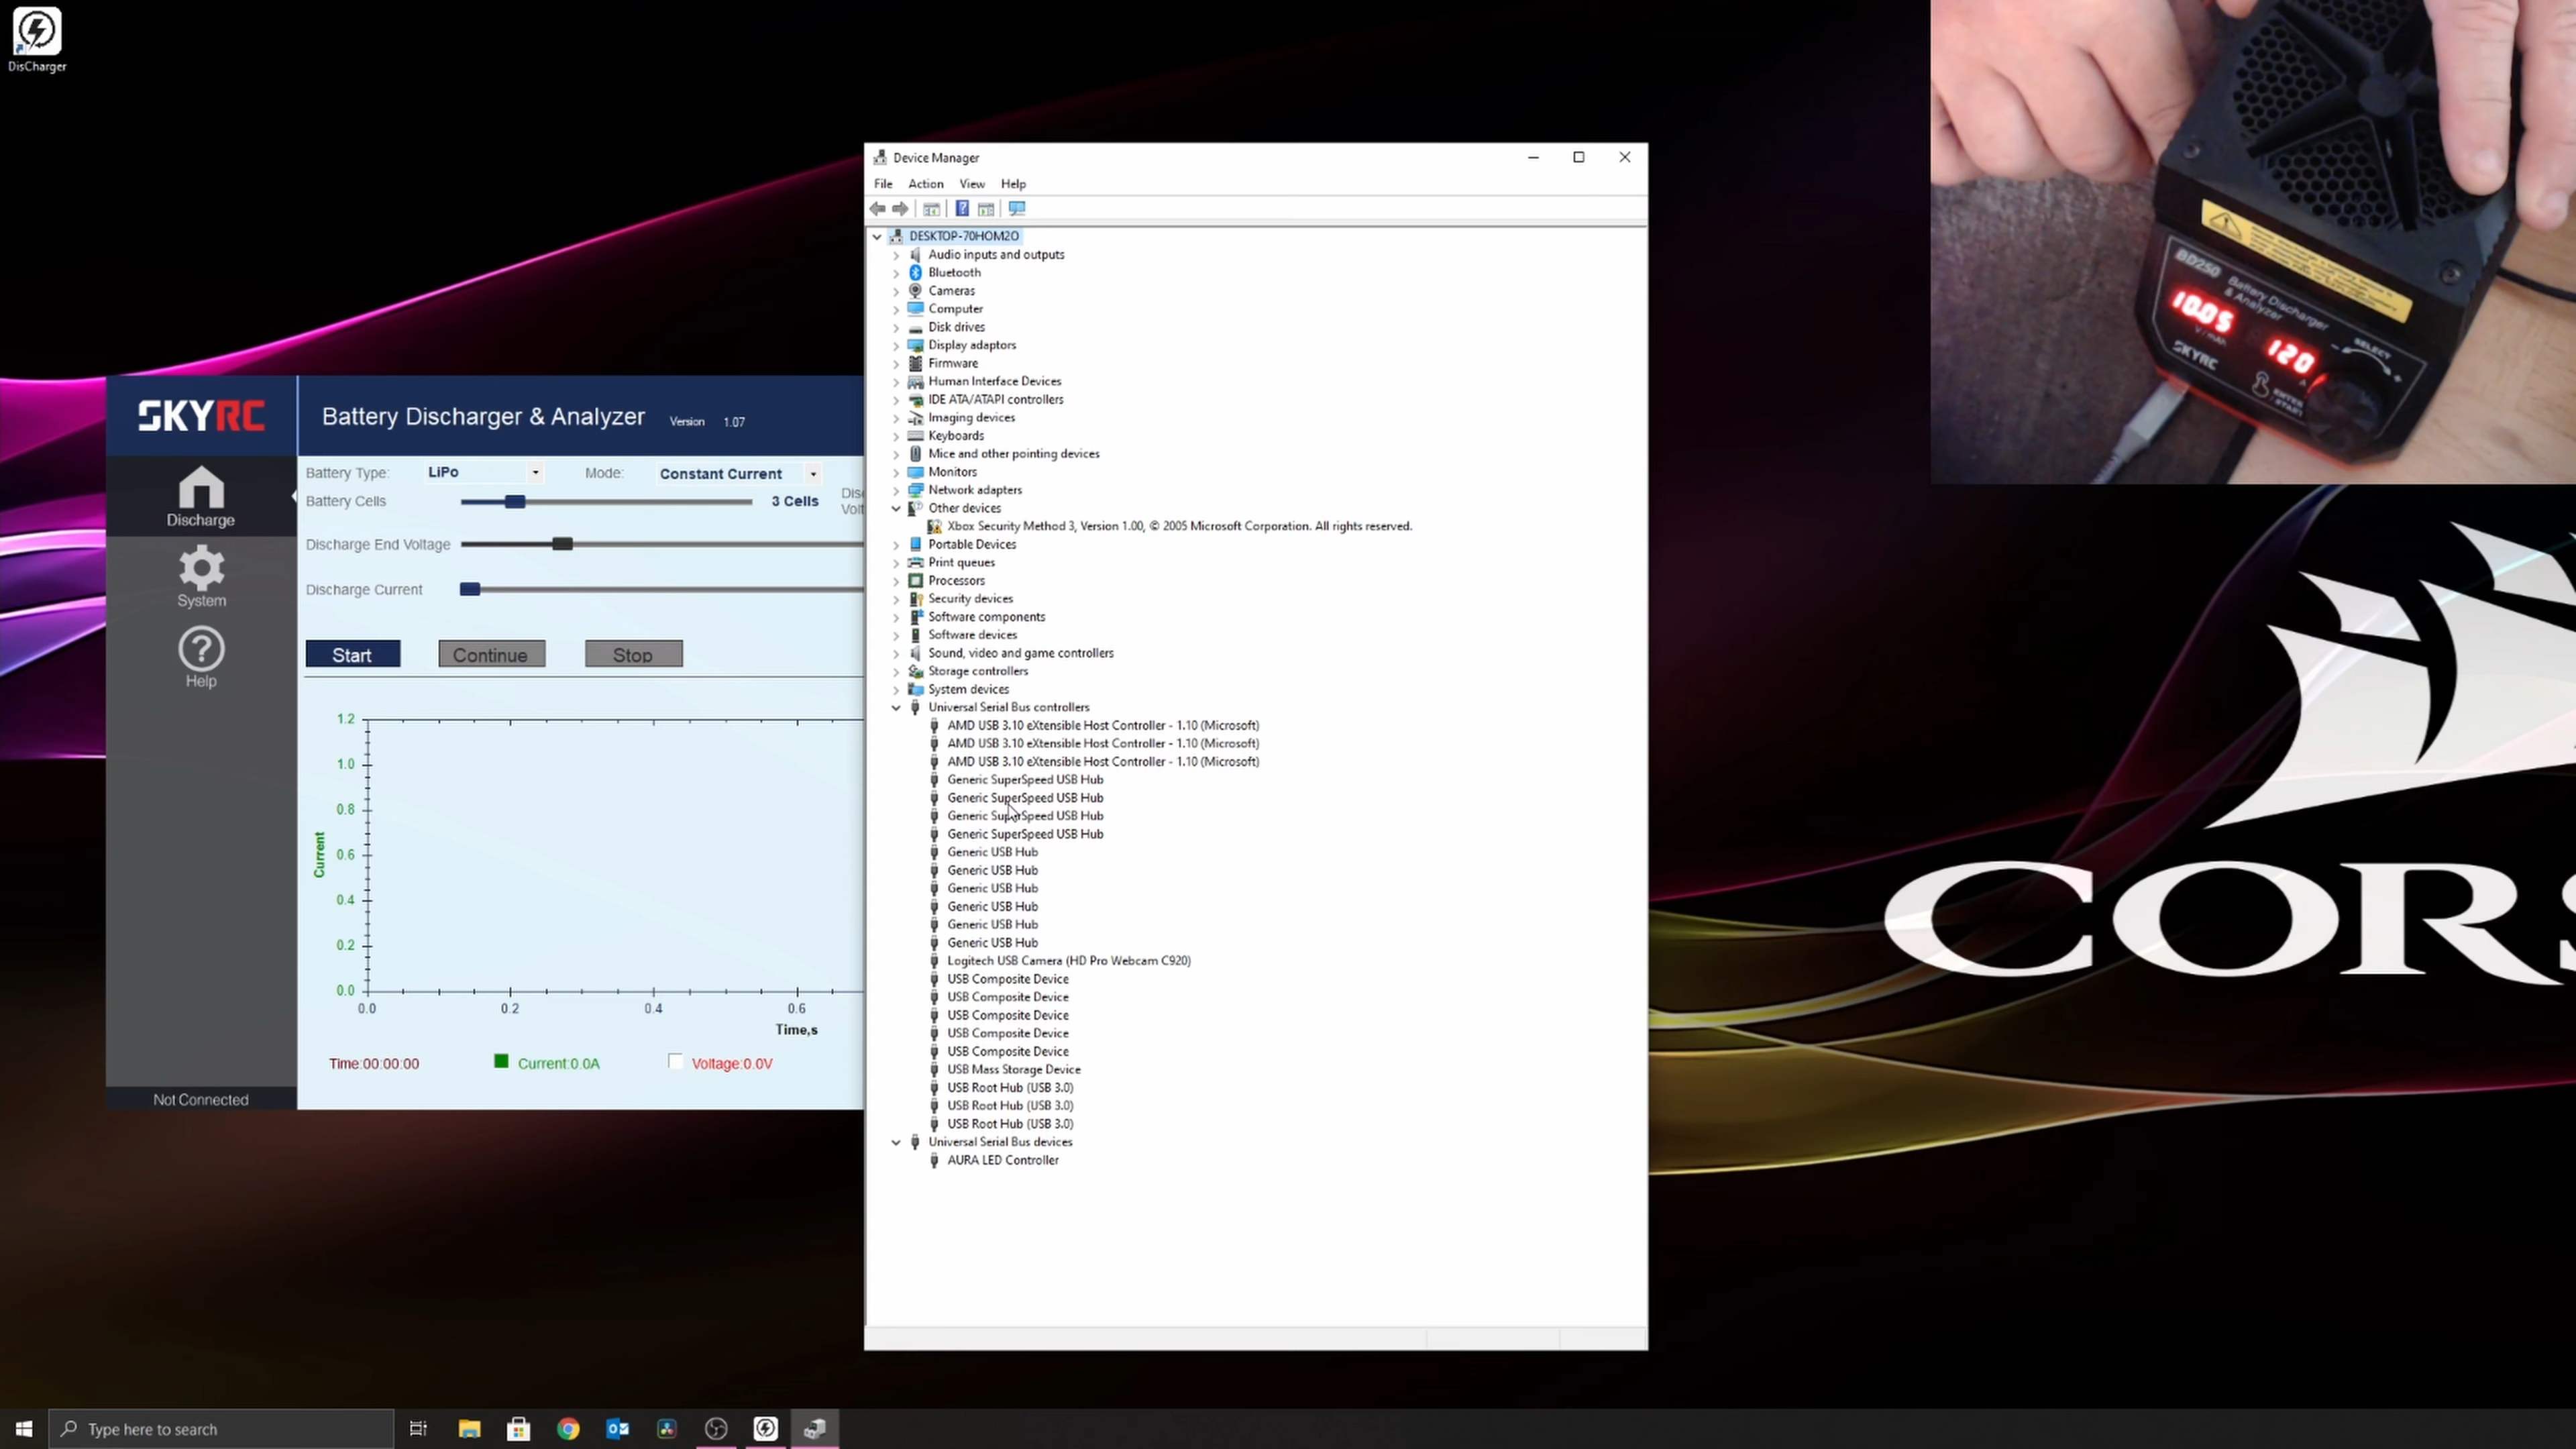 DisCharger
SKYRC
Battery Discharger & Analyzer Version 1.07
Battery Type: LiPo Mode: Constant Current
Battery Cells 3 Cells
Discharge End Voltage
Discharge Current
Start Continue Stop
Discharge
System
Help
Not Connected
1.2
1.0
0.8
0.6
0.4
0.2
0.0
Current
0.0 0.2 0.4 0.6
Time,s
Time:00:00:00 Current:0.0A Voltage:0.0V
Device Manager
File Action View Help
DESKTOP-70HOM2O
Audio inputs and outputs
Bluetooth
Cameras
Computer
Disk drives
Display adaptors
Firmware
Human Interface Devices
IDE ATA/ATAPI controllers
Imaging devices
Keyboards
Mice and other pointing devices
Monitors
Network adapters
Other devices
Xbox Security Method 3, Version 1.00, © 2005 Microsoft Corporation. All rights reserved.
Portable Devices
Print queues
Processors
Security devices
Software components
Software devices
Sound, video and game controllers
Storage controllers
System devices
Universal Serial Bus controllers
AMD USB 3.10 eXtensible Host Controller - 1.10 (Microsoft)
AMD USB 3.10 eXtensible Host Controller - 1.10 (Microsoft)
AMD USB 3.10 eXtensible Host Controller - 1.10 (Microsoft)
Generic SuperSpeed USB Hub
Generic SuperSpeed USB Hub
Generic SuperSpeed USB Hub
Generic SuperSpeed USB Hub
Generic USB Hub
Generic USB Hub
Generic USB Hub
Generic USB Hub
Generic USB Hub
Generic USB Hub
Logitech USB Camera (HD Pro Webcam C920)
USB Composite Device
USB Composite Device
USB Composite Device
USB Composite Device
USB Composite Device
USB Mass Storage Device
USB Root Hub (USB 3.0)
USB Root Hub (USB 3.0)
USB Root Hub (USB 3.0)
Universal Serial Bus devices
AURA LED Controller
BD250 Battery Discharger
& Analyzer
10.05 120
V / mAh A
SKYRC
SELECT
ENTER
START
CORS
Type here to search